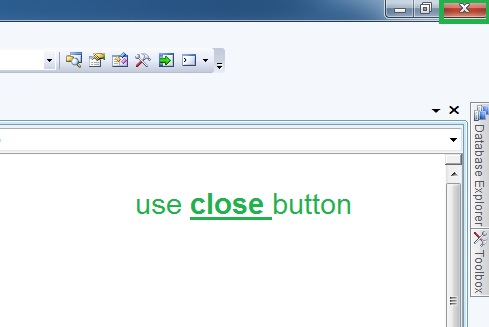 use close button
Database Explorer
Toolbox